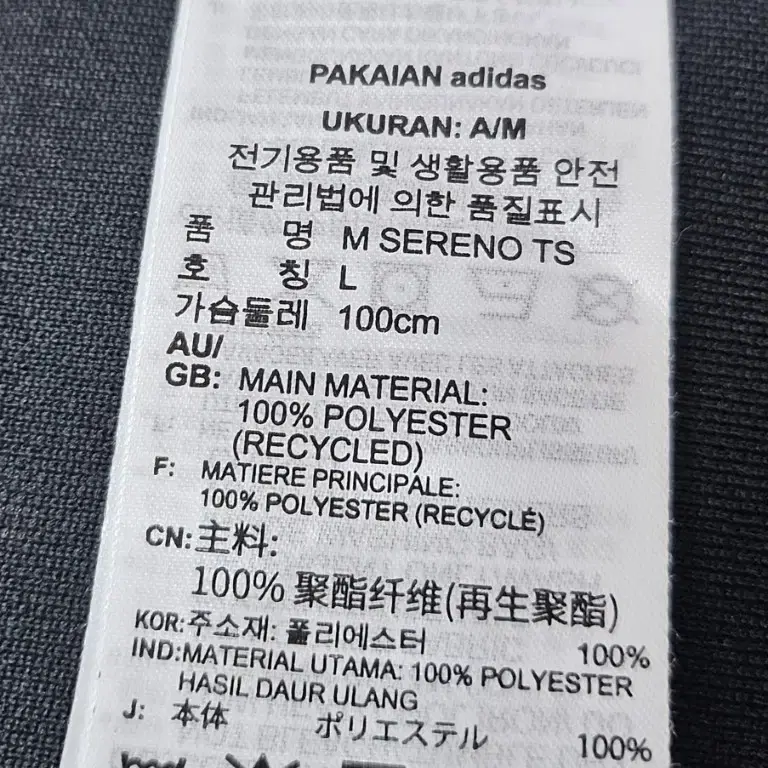 PAKAIAN adidas
UKURAN: A/M
전기용품 및 생활용품 안전
관리법에 의한 품질표시
품 명 M SERENO TS
호 칭 L
가슴둘레 100cm
AU/
GB: MAIN MATERIAL:
100% POLYESTER
(RECYCLED)
F: MATIERE PRINCIPALE:
100% POLYESTER (RECYCLÉ)
CN:主料:
100% 聚酯纤维(再生聚酯)
KOR:주소재: 폴리에스터 100%
IND:MATERIAL UTAMA: 100% POLYESTER
HASIL DAUR ULANG
J: 本体 ポリエステル 100%